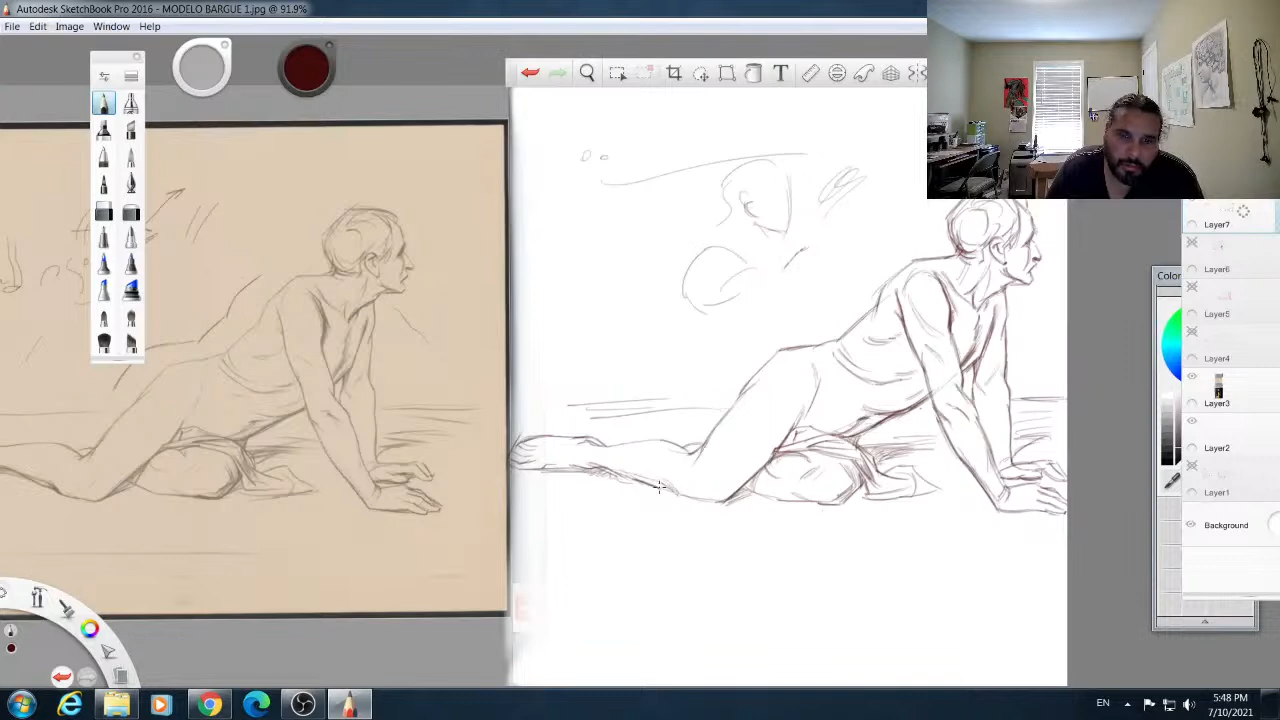 Autodesk SketchBook Pro 2016 - MODELO BARGUE 1.jpg @ 91.9%
File Edit Image Window Help
T
Layer7
Layer6
Colo
Layer5
Layer4
Layer3
Layer2
Layer1
Background
EN
5:48 PM
7/10/2021